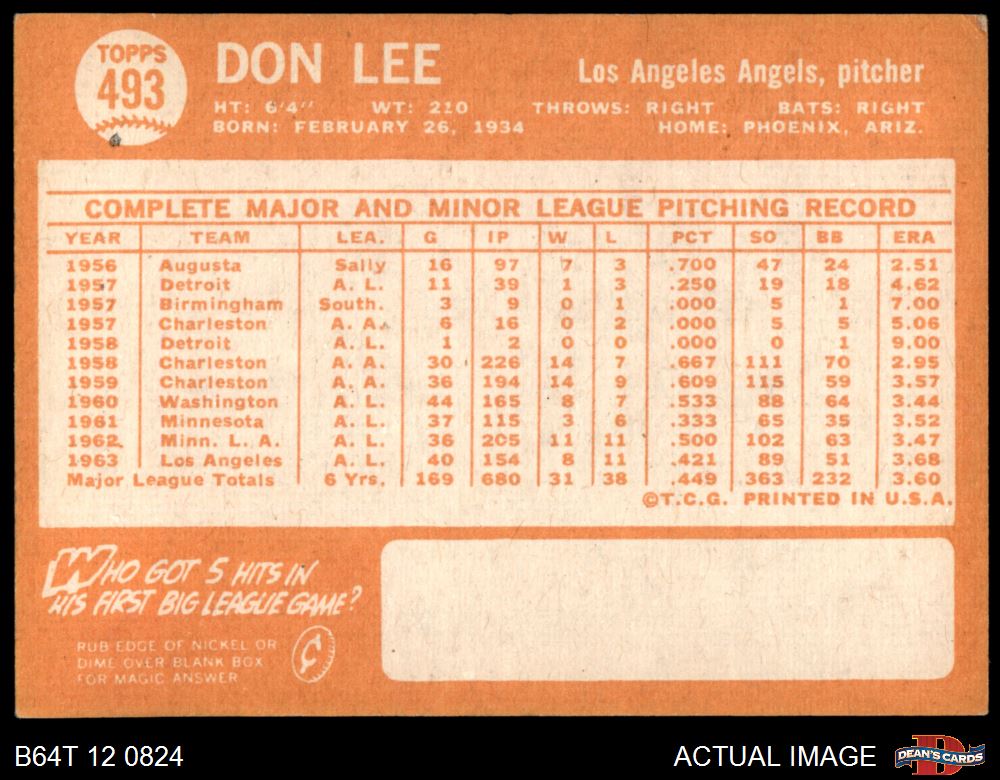 TOPPS
493
DON LEE
Los Angeles Angels, pitcher
HT: 6'4" WT: 210 THROWS: RIGHT BATS: RIGHT
BORN: FEBRUARY 26, 1934 HOME: PHOENIX, ARIZ.
COMPLETE MAJOR AND MINOR LEAGUE PITCHING RECORD
YEAR TEAM LEA. G IP W L PCT SO BB ERA
1956 Augusta Sally 16 97 7 3 .700 47 24 2.51
1957 Detroit A. L. 11 39 1 3 .250 19 18 4.62
1957 Birmingham South. 3 9 0 1 .000 5 1 7.00
1957 Charleston A. A. 6 16 0 2 .000 5 5 5.06
1958 Detroit A. L. 1 2 0 0 .000 0 1 9.00
1958 Charleston A. A. 30 226 14 7 .667 111 70 2.95
1959 Charleston A. A. 36 194 14 9 .609 115 59 3.57
1960 Washington A. L. 44 165 8 7 .533 88 64 3.44
1961 Minnesota A. L. 37 115 3 6 .333 65 35 3.52
1962 Minn. L. A. A. L. 36 205 11 11 .500 102 63 3.47
1963 Los Angeles A. L. 40 154 8 11 .421 89 51 3.68
Major League Totals 6 Yrs. 169 680 31 38 .449 363 232 3.60
©T.C.G. PRINTED IN U.S.A.
WHO GOT 5 HITS IN
HIS FIRST BIG LEAGUE GAME?
RUB EDGE OF NICKEL OR
DIME OVER BLANK BOX
FOR MAGIC ANSWER
¢
B64T 12 0824 ACTUAL IMAGE DEAN'S CARDS